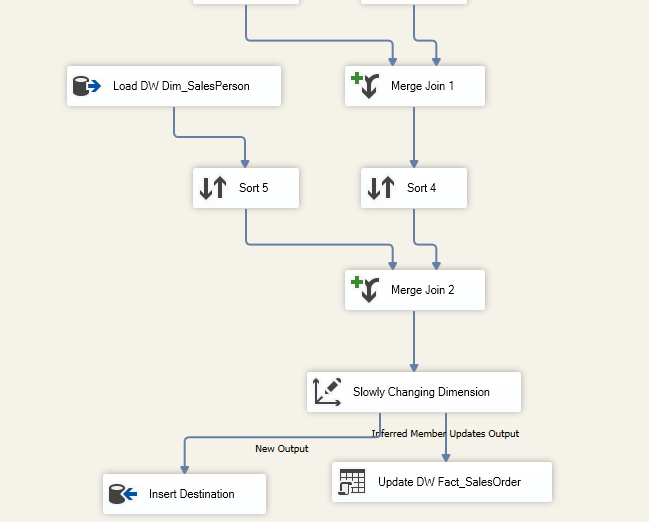 Merge Join 1
Load DW Dim_SalesPerson
Sort 5
Sort 4
Merge Join 2
Slowly Changing Dimension
Inferred Member Updates Output
New Output
Insert Destination
Update DW Fact_SalesOrder